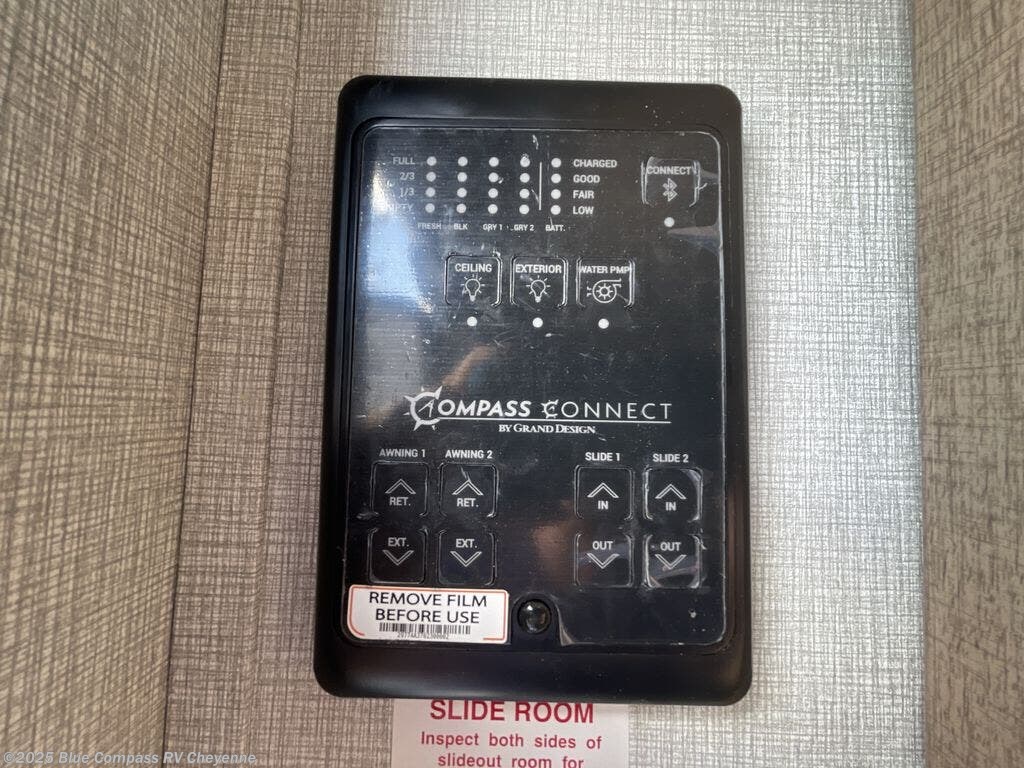 FULL CHARGED
2/3 GOOD
1/3 FAIR
LOW
FRESH BLK GRY 1 GRY 2 BATT.
CONNECT
CEILING EXTERIOR WATER PMP
COMPASS CONNECT
BY GRAND DESIGN
AWNING 1 AWNING 2 SLIDE 1 SLIDE 2
RET. RET. IN IN
EXT. EXT. OUT OUT
REMOVE FILM
BEFORE USE
SLIDE ROOM
Inspect both sides of
slideout room for
©2025 Blue Compass RV Cheyenne